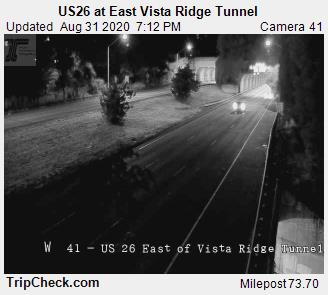 US26 at East Vista Ridge Tunnel
Updated Aug 31 2020 7:12 PM Camera 41
W 41 - US 26 East of Vista Ridge Tunnel
TripCheck.com Milepost 73.70